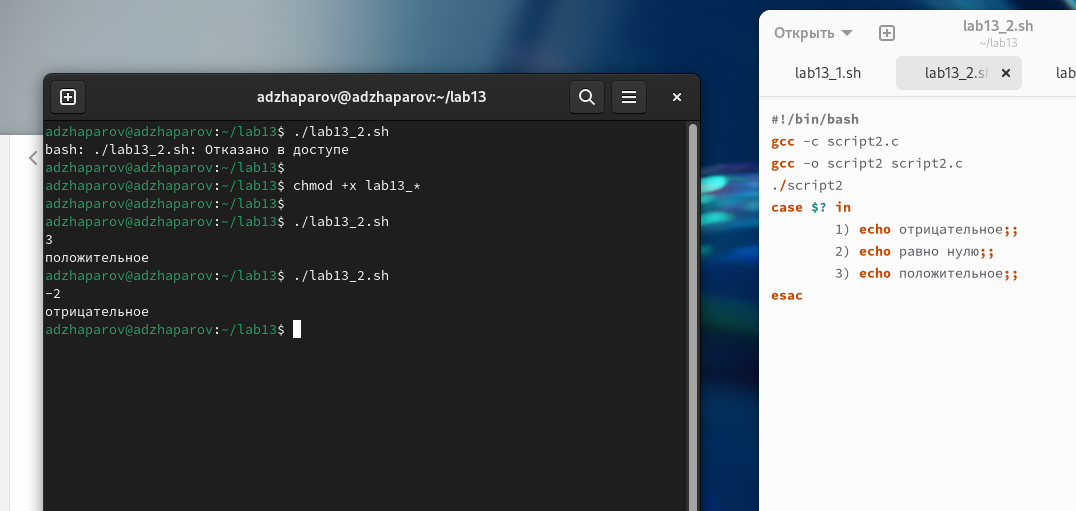 adzhaparov@adzhaparov:~/lab13
adzhaparov@adzhaparov:~/lab13$ ./lab13_2.sh
bash: ./lab13_2.sh: Отказано в доступе
adzhaparov@adzhaparov:~/lab13$
adzhaparov@adzhaparov:~/lab13$ chmod +x lab13_*
adzhaparov@adzhaparov:~/lab13$
adzhaparov@adzhaparov:~/lab13$ ./lab13_2.sh
3
положительное
adzhaparov@adzhaparov:~/lab13$ ./lab13_2.sh
-2
отрицательное
adzhaparov@adzhaparov:~/lab13$
Открыть
lab13_2.sh
~/lab13
lab13_1.sh lab13_2.s lab
#!/bin/bash
gcc -c script2.c
gcc -o script2 script2.c
./script2
case $? in
1) echo отрицательное;;
2) echo равно нулю;;
3) echo положительное;;
esac